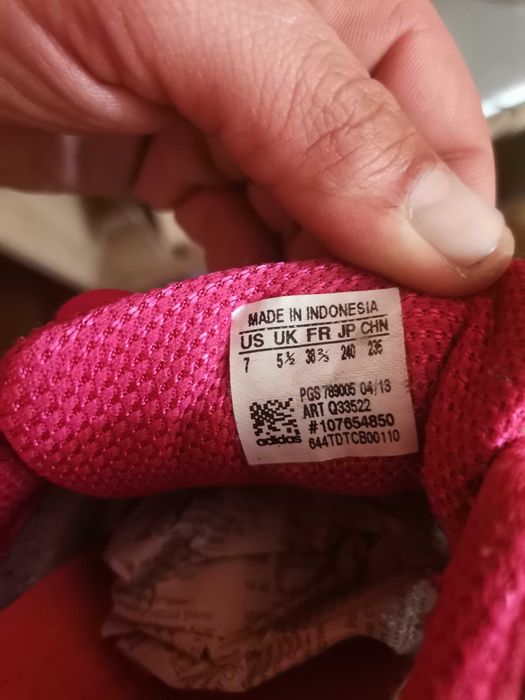 MADE IN INDONESIA
US UK FR JP CHN
7 5½ 38⅔ 240 235
PGS 789005 04/13
ART Q33522
#107654850
adidas 644TDTCB00110